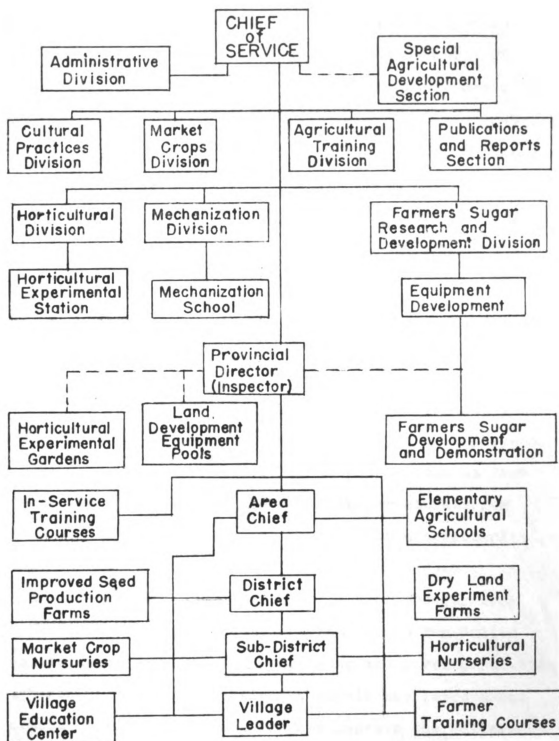 CHIEF
of
SERVICE
Administrative
Division
Special
Agricultural
Development
Section
Cultural
Practices
Division
Market
Crops
Division
Agricultural
Training
Division
Publications
and Reports
Section
Horticultural
Division
Mechanization
Division
Farmers' Sugar
Research and
Development Division
Horticultural
Experimental
Station
Mechanization
School
Equipment
Development
Provincial
Director
(Inspector)
Horticultural
Experimental
Gardens
Land
Development
Equipment
Pools
Farmers Sugar
Development
and Demonstration
In-Service
Training
Courses
Area
Chief
Elementary
Agricultural
Schools
Improved Seed
Production
Farms
District
Chief
Dry Land
Experiment
Farms
Market Crop
Nursuries
Sub-District
Chief
Horticultural
Nurseries
Village
Education
Center
Village
Leader
Farmer
Training Courses